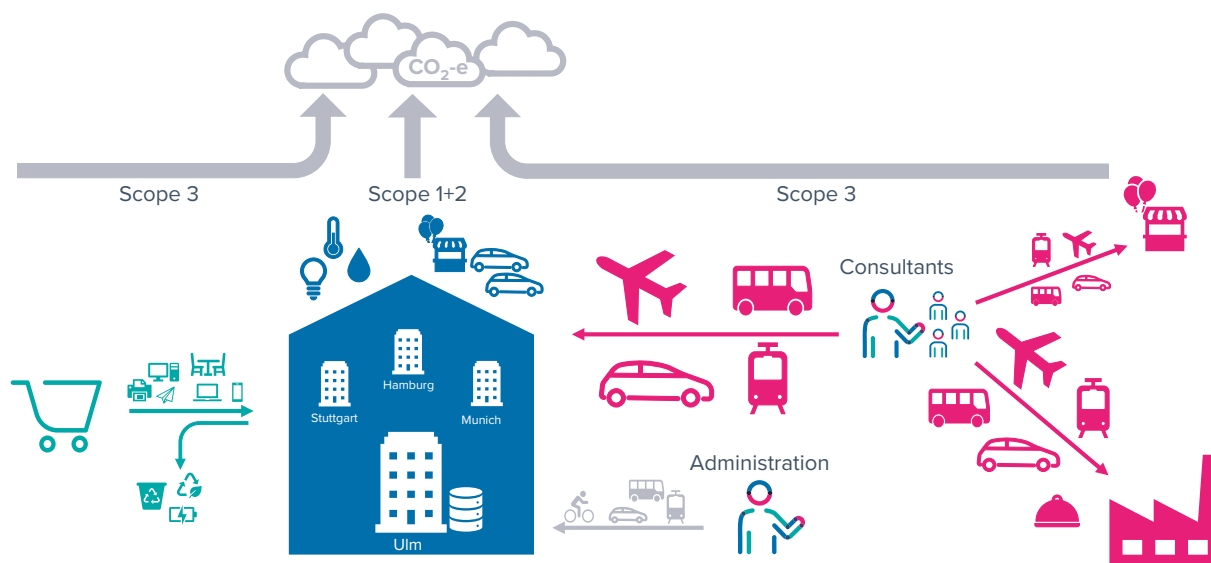 CO₂-e
Scope 3
Scope 1+2
Scope 3
Consultants
Hamburg
Stuttgart
Munich
Administration
Ulm